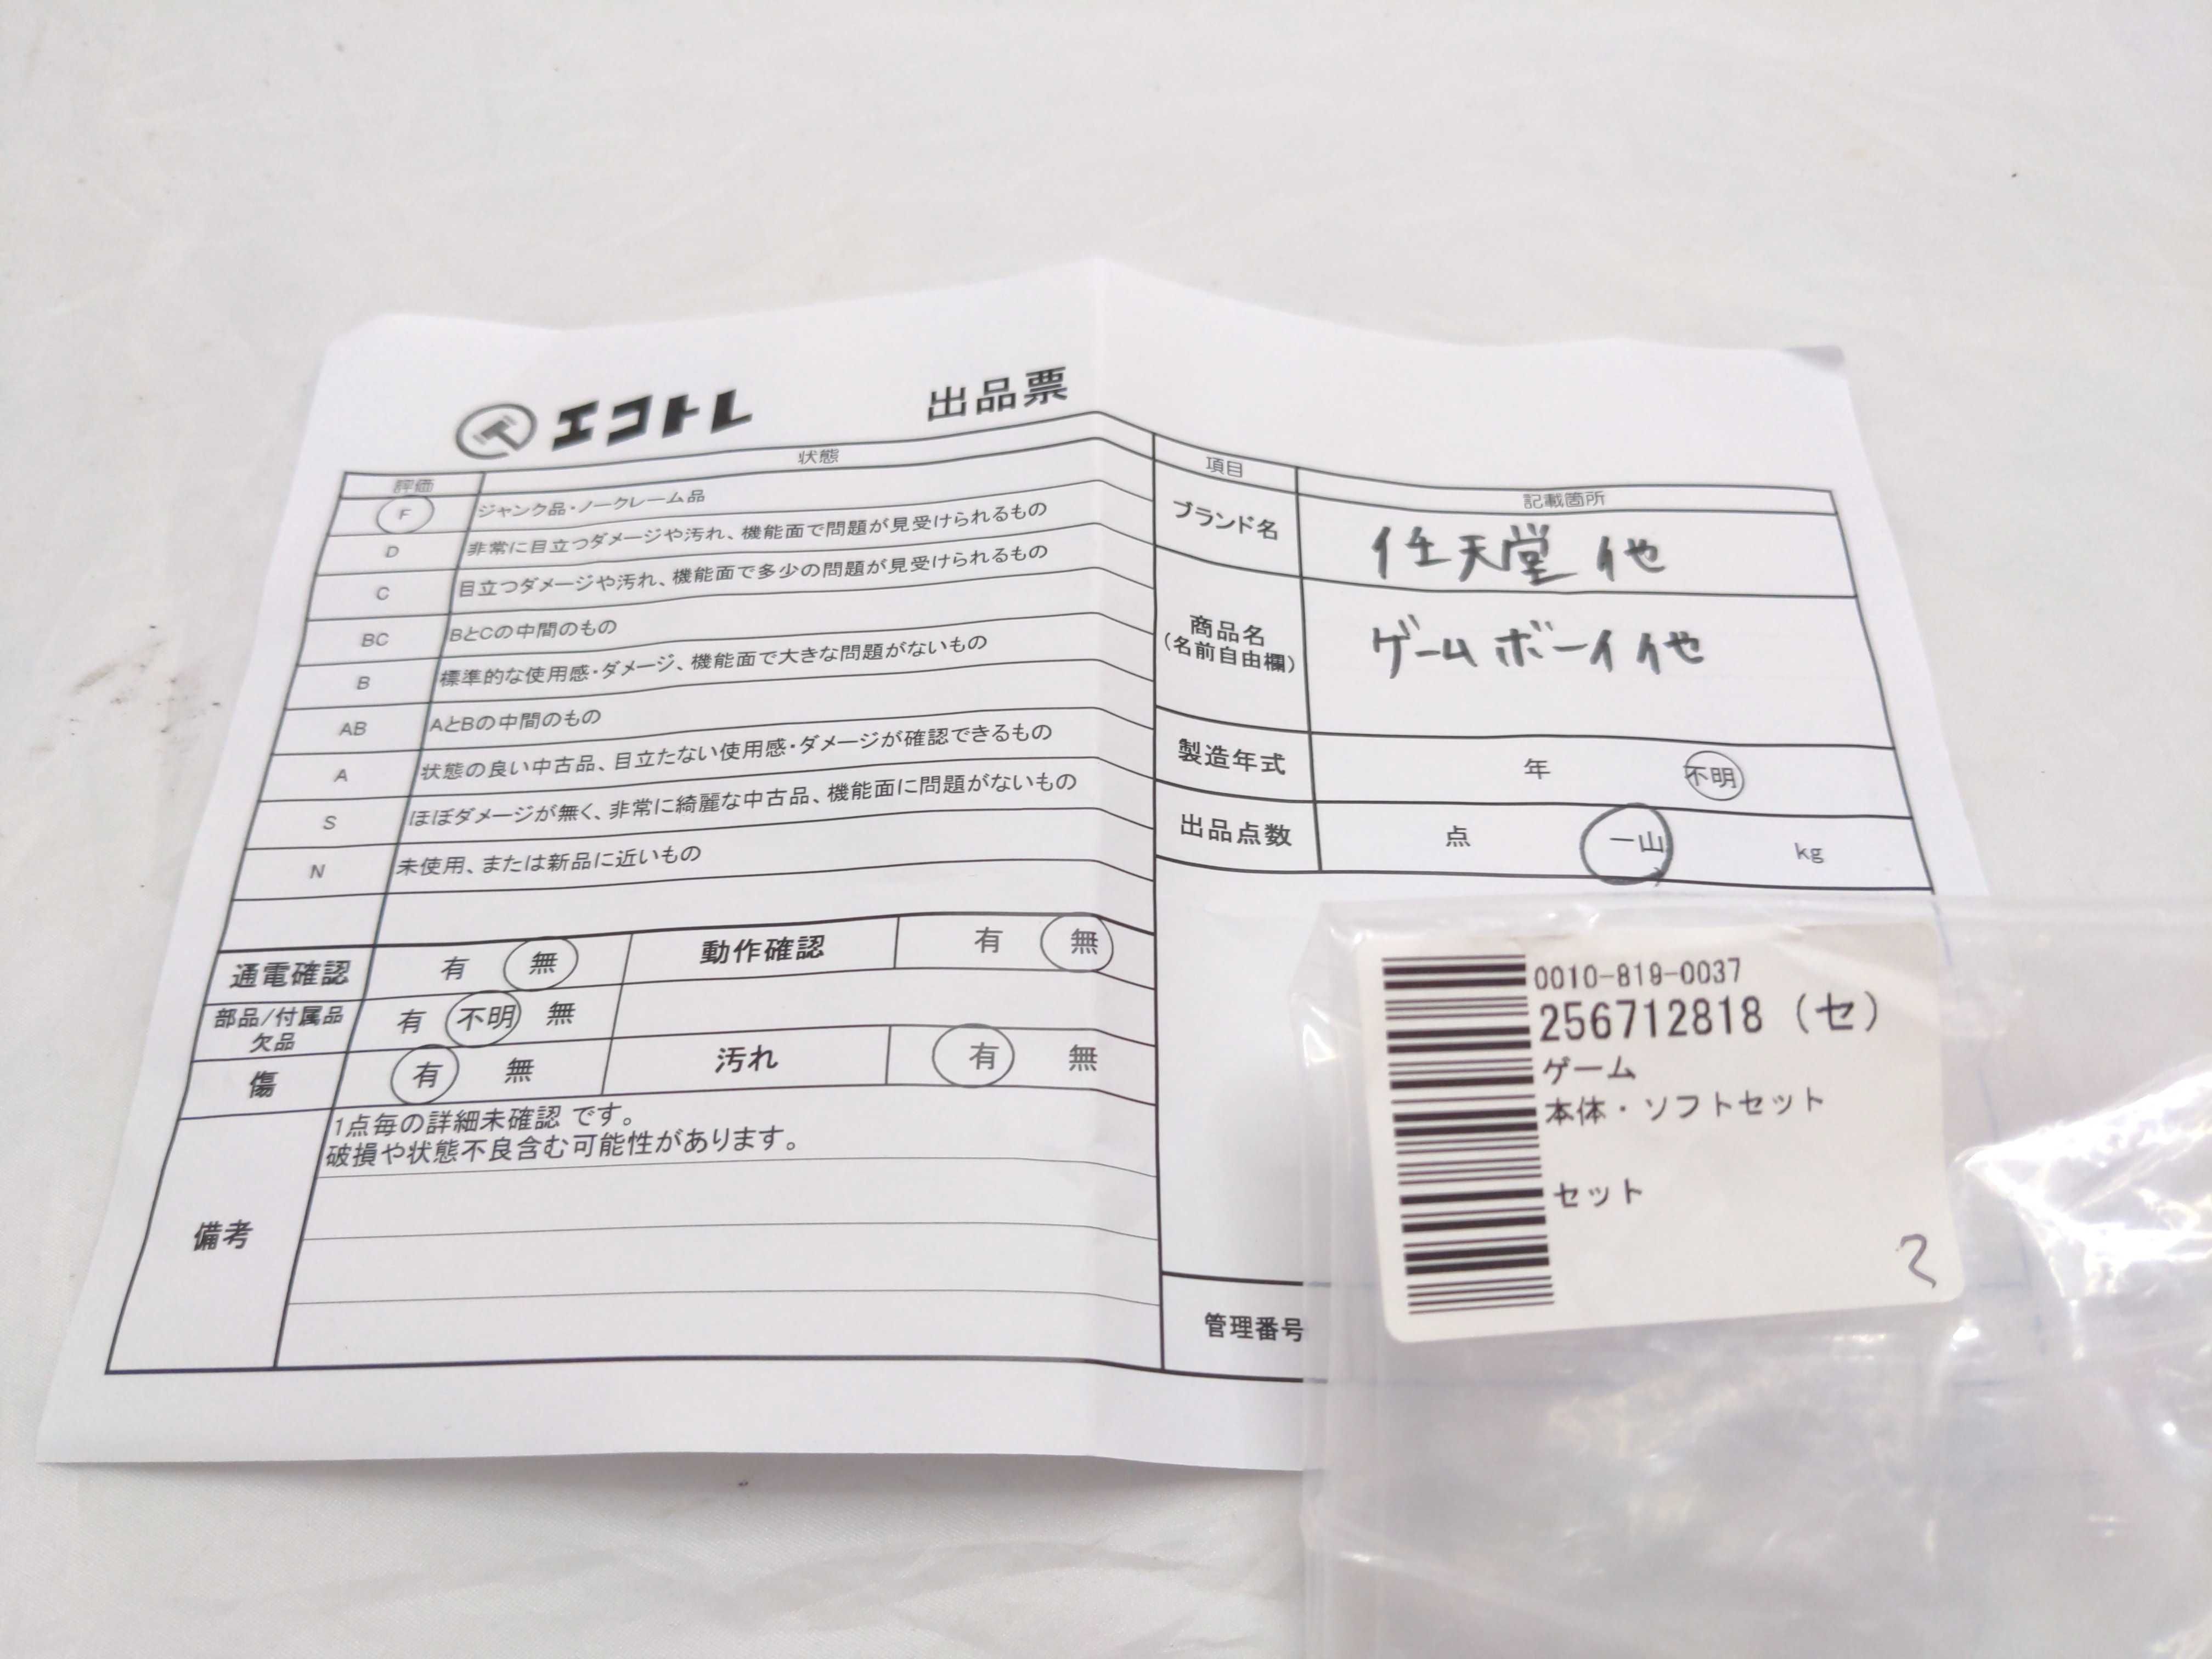 エコトレ 出品票
評価 状態
F ジャンク品・ノークレーム品
D 非常に目立つダメージや汚れ、機能面で問題が見受けられるもの
C 目立つダメージや汚れ、機能面で多少の問題が見受けられるもの
BC BとCの中間のもの
B 標準的な使用感・ダメージ、機能面で大きな問題がないもの
AB AとBの中間のもの
A 状態の良い中古品、目立たない使用感・ダメージが確認できるもの
S ほぼダメージが無く、非常に綺麗な中古品、機能面に問題がないもの
N 未使用、または新品に近いもの
通電確認 有 無 動作確認 有 無
部品/付属品 欠品 有 不明 無
傷 有 無 汚れ 有 無
備考
1点毎の詳細未確認 です。
破損や状態不良含む可能性があります。
項目 記載箇所
ブランド名 任天堂 他
商品名
(名前自由欄)
ゲームボーイ 他
製造年式 年 不明
出品点数 点 一山 kg
管理番号
0010-819-0037
256712818 (セ)
ゲーム
本体・ソフトセット
セット
2